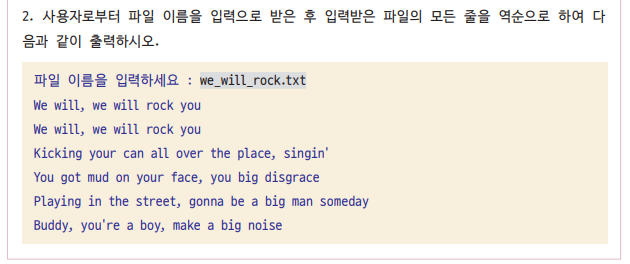 2. 사용자로부터 파일 이름을 입력으로 받은 후 입력받은 파일의 모든 줄을 역순으로 하여 다
음과 같이 출력하시오.
파일 이름을 입력하세요 : we_will_rock.txt
We will, we will rock you
We will, we will rock you
Kicking your can all over the place, singin'
You got mud on your face, you big disgrace
Playing in the street, gonna be a big man someday
Buddy, you're a boy, make a big noise